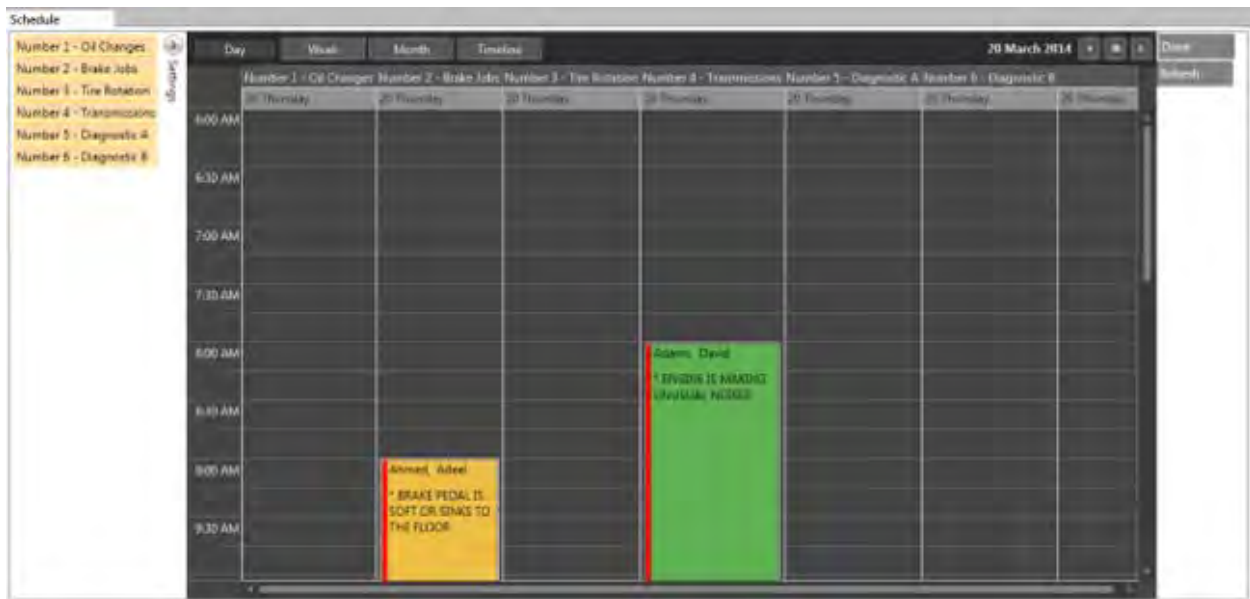 Schedule
Number 1 - Oil Changes
Number 2 - Brake Jobs
Number 3 - Tire Rotation
Number 4 - Transmissions
Number 5 - Diagnostic A
Number 6 - Diagnostic B
Settings
Day Week Month Timeline 20 March 2014 Done
Refresh
Number 1 - Oil Changes Number 2 - Brake Jobs Number 3 - Tire Rotation Number 4 - Transmissions Number 5 - Diagnostic A Number 6 - Diagnostic B
20 Thursday 20 Thursday 20 Thursday 20 Thursday 20 Thursday 20 Thursday 20 Thursday
6:00 AM
6:30 AM
7:00 AM
7:30 AM
8:00 AM
Adams, David
* ENGINE IS MAKING
UNUSUAL NOISES
8:30 AM
9:00 AM
Ahmed, Adeel
* BRAKE PEDAL IS
SOFT OR SINKS TO
THE FLOOR
9:30 AM